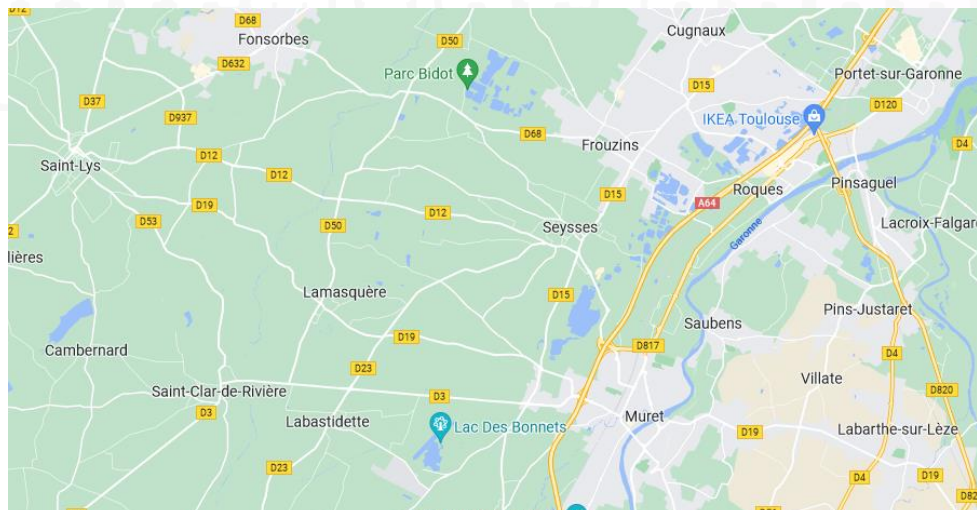 D12
D68
Fonsorbes
D632
D50
Cugnaux
Parc Bidot
D15
Portet-sur-Garonne
D37
D937
IKEA Toulouse
D120
D68
Frouzins
D4
Saint-Lys
D12
D12
D15
Roques
Pinsaguel
D19
A64
D53
D50
D12
Seysses
Garonne
Lacroix-Falgar
2
lières
Lamasquère
D15
Pins-Justaret
Saubens
D19
D817
Cambernard
D4
D23
Villate
Saint-Clar-de-Rivière
D3
D820
D3
Labastidette
Lac Des Bonnets
Muret
D19
Labarthe-sur-Lèze
D23
D4
D19
D82